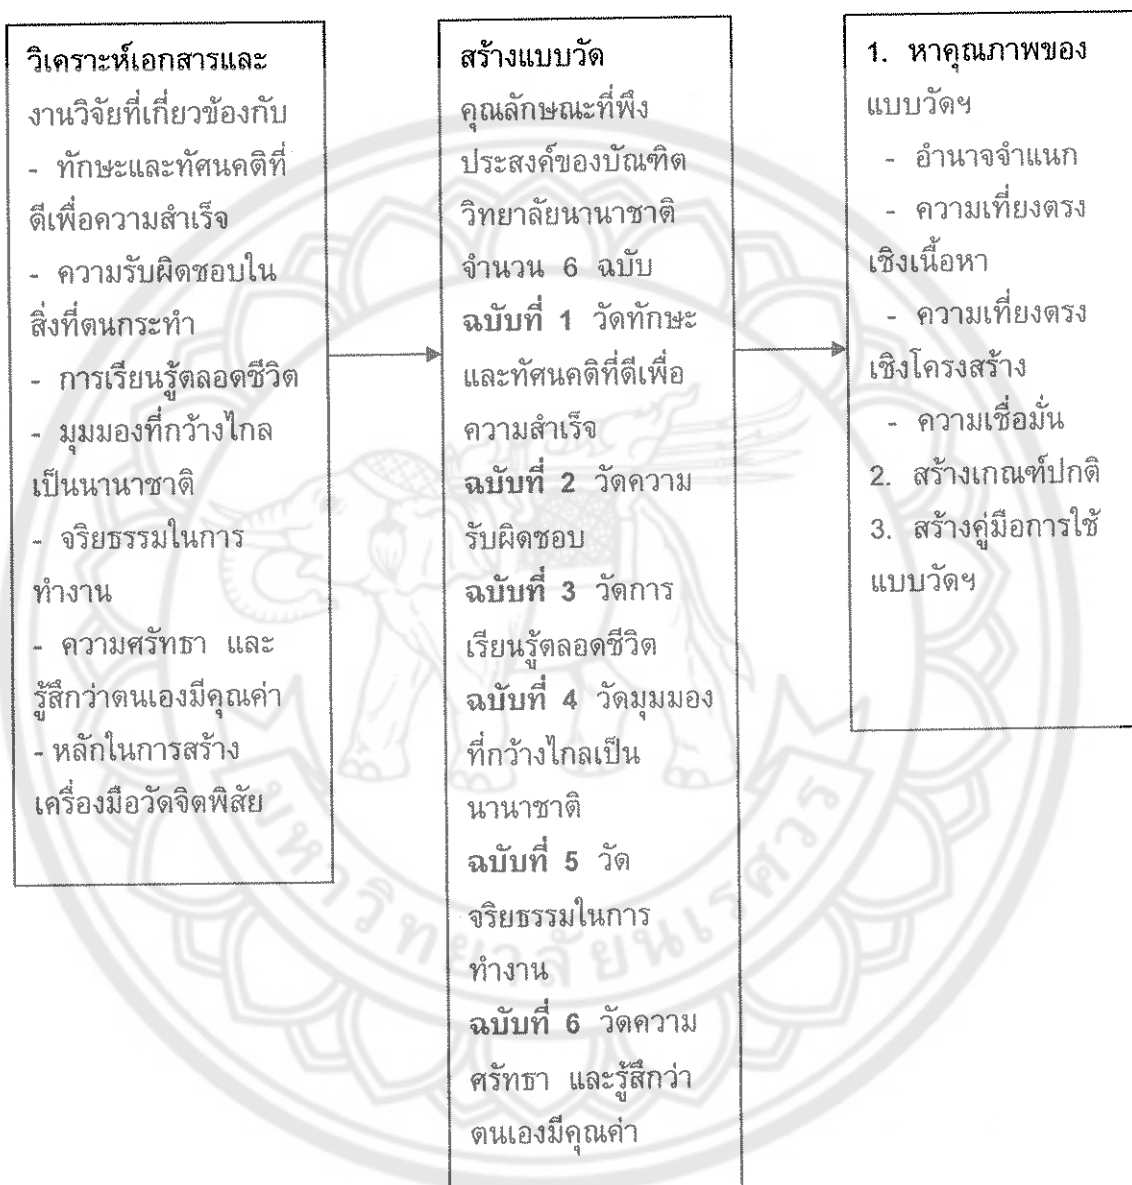 วิเคราะห์เอกสารและ
งานวิจัยที่เกี่ยวข้องกับ
- ทักษะและทัศนคติที่
ดีเพื่อความสำเร็จ
- ความรับผิดชอบใน
สิ่งที่ตนกระทำ
- การเรียนรู้ตลอดชีวิต
- มุมมองที่กว้างไกล
เป็นนานาชาติ
- จริยธรรมในการ
ทำงาน
- ความศรัทธา และ
รู้สึกว่าตนเองมีคุณค่า
- หลักในการสร้าง
เครื่องมือวัดจิตพิสัย
สร้างแบบวัด
คุณลักษณะที่พึง
ประสงค์ของบัณฑิต
วิทยาลัยนานาชาติ
จำนวน 6 ฉบับ
ฉบับที่ 1 วัดทักษะ
และทัศนคติที่ดีเพื่อ
ความสำเร็จ
ฉบับที่ 2 วัดความ
รับผิดชอบ
ฉบับที่ 3 วัดการ
เรียนรู้ตลอดชีวิต
ฉบับที่ 4 วัดมุมมอง
ที่กว้างไกลเป็น
นานาชาติ
ฉบับที่ 5 วัด
จริยธรรมในการ
ทำงาน
ฉบับที่ 6 วัดความ
ศรัทธา และรู้สึกว่า
ตนเองมีคุณค่า
1. หาคุณภาพของ
แบบวัดฯ
- อำนาจจำแนก
- ความเที่ยงตรง
เชิงเนื้อหา
- ความเที่ยงตรง
เชิงโครงสร้าง
- ความเชื่อมั่น
2. สร้างเกณฑ์ปกติ
3. สร้างคู่มือการใช้
แบบวัดฯ
มหาวิทยาลัยนเรศวร